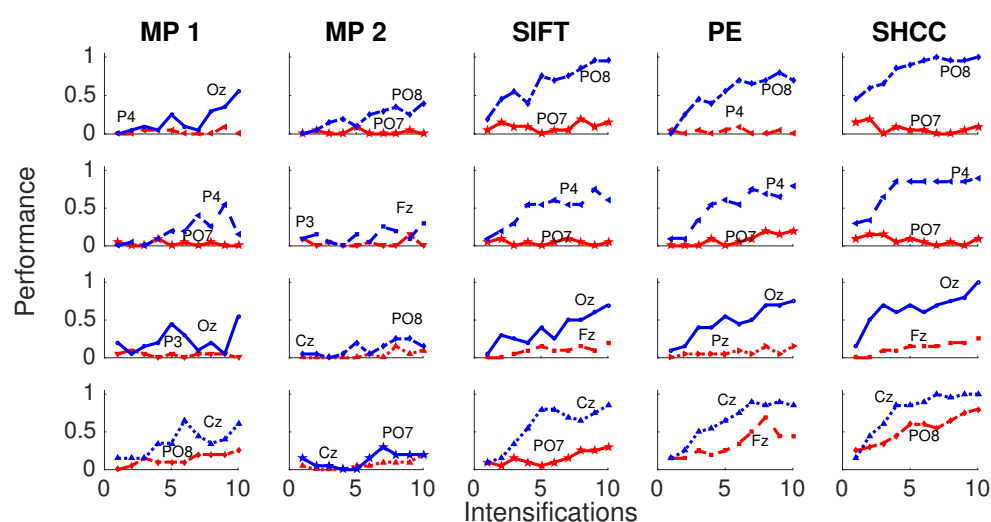 MP 1 MP 2 SIFT PE SHCC
1 0.5 0 P4 Oz PO8 PO7 PO8 PO7 PO8 P4 PO8 PO7
1 0.5 0 P4 PO7 P3 Fz P4 PO7 P4 PO7 P4 PO7
1 0.5 0 Oz P3 Cz PO8 Oz Fz Oz Pz Oz Fz
1 0.5 0 Cz PO8 Cz PO7 Cz PO7 Cz Fz Cz PO8
0 5 10 0 5 10 0 5 10 0 5 10 0 5 10
Performance
Intensifications